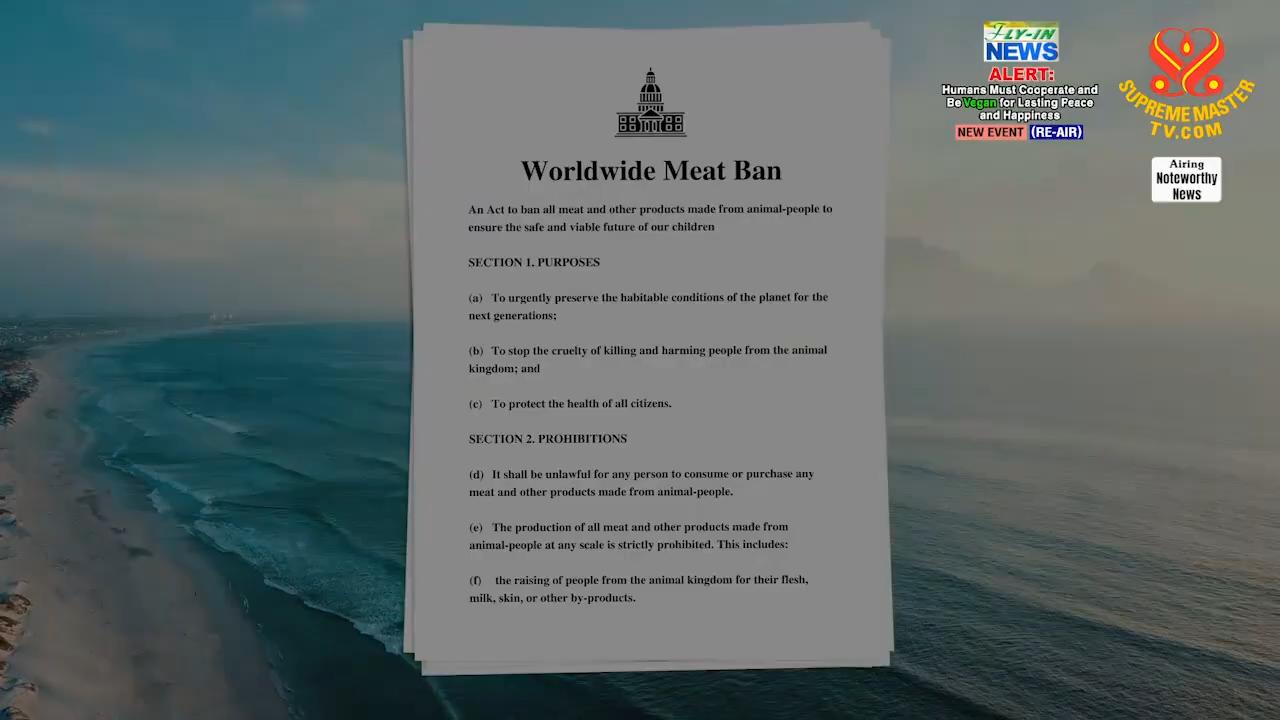 Worldwide Meat Ban
An Act to ban all meat and other products made from animal-people to
ensure the safe and viable future of our children
SECTION 1. PURPOSES
(a) To urgently preserve the habitable conditions of the planet for the
next generations;
(b) To stop the cruelty of killing and harming people from the animal
kingdom; and
(c) To protect the health of all citizens.
SECTION 2. PROHIBITIONS
(d) It shall be unlawful for any person to consume or purchase any
meat and other products made from animal-people.
(e) The production of all meat and other products made from
animal-people at any scale is strictly prohibited. This includes:
(f) the raising of people from the animal kingdom for their flesh,
milk, skin, or other by-products.
FLY-IN
NEWS
ALERT:
Humans Must Cooperate and
Be Vegan for Lasting Peace
and Happiness
NEW EVENT (RE-AIR)
SUPREME MASTER
TV.COM
Airing
Noteworthy
News